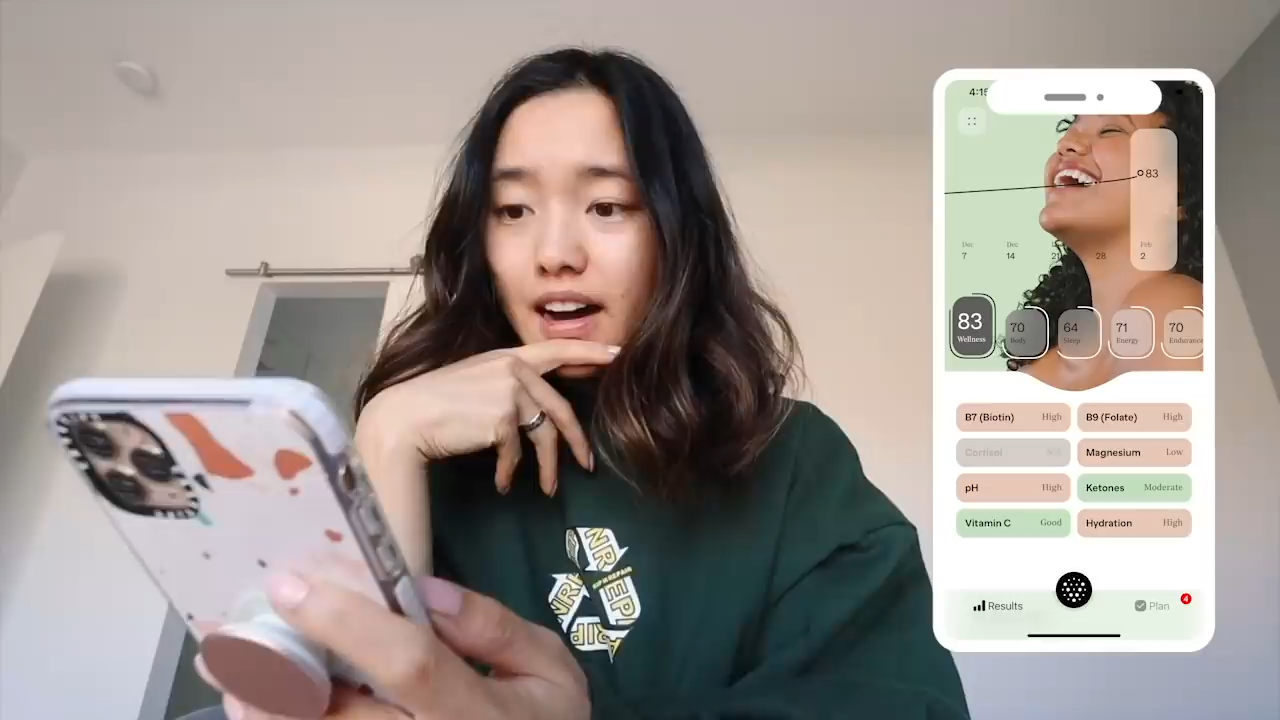 4:15
83
Dec
Dec
Feb
7
14
21
28
2
83
70
64
71
70
Wellness
Body
Sleep
Energy
Endurance
B7 (Biotin) High
B9 (Folate) High
Cortisol N/A
Magnesium Low
pH High
Ketones Moderate
Vitamin C Good
Hydration High
Results
Plan
4
RIP N REPAIR